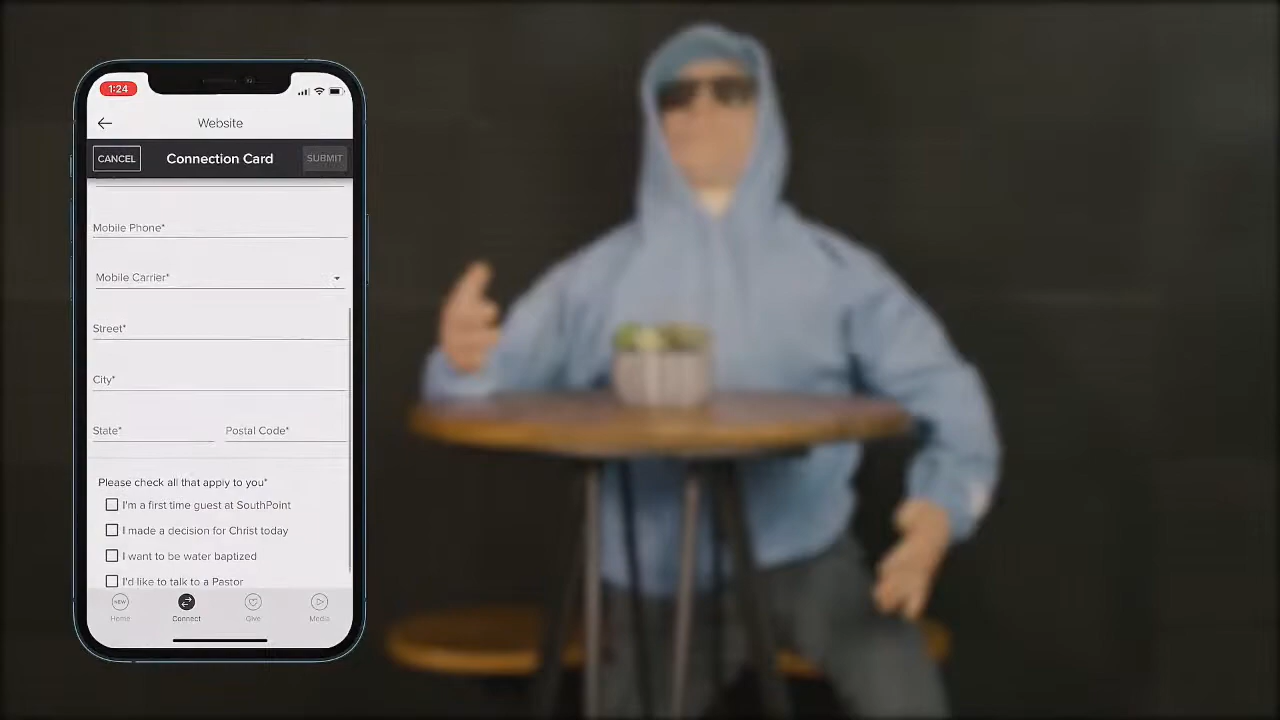 1:24
Website
CANCEL Connection Card SUBMIT
Mobile Phone*
Mobile Carrier*
Street*
City*
State* Postal Code*
Please check all that apply to you*
I'm a first time guest at SouthPoint
I made a decision for Christ today
I want to be water baptized
I'd like to talk to a Pastor
NEW
Home Connect Give Media